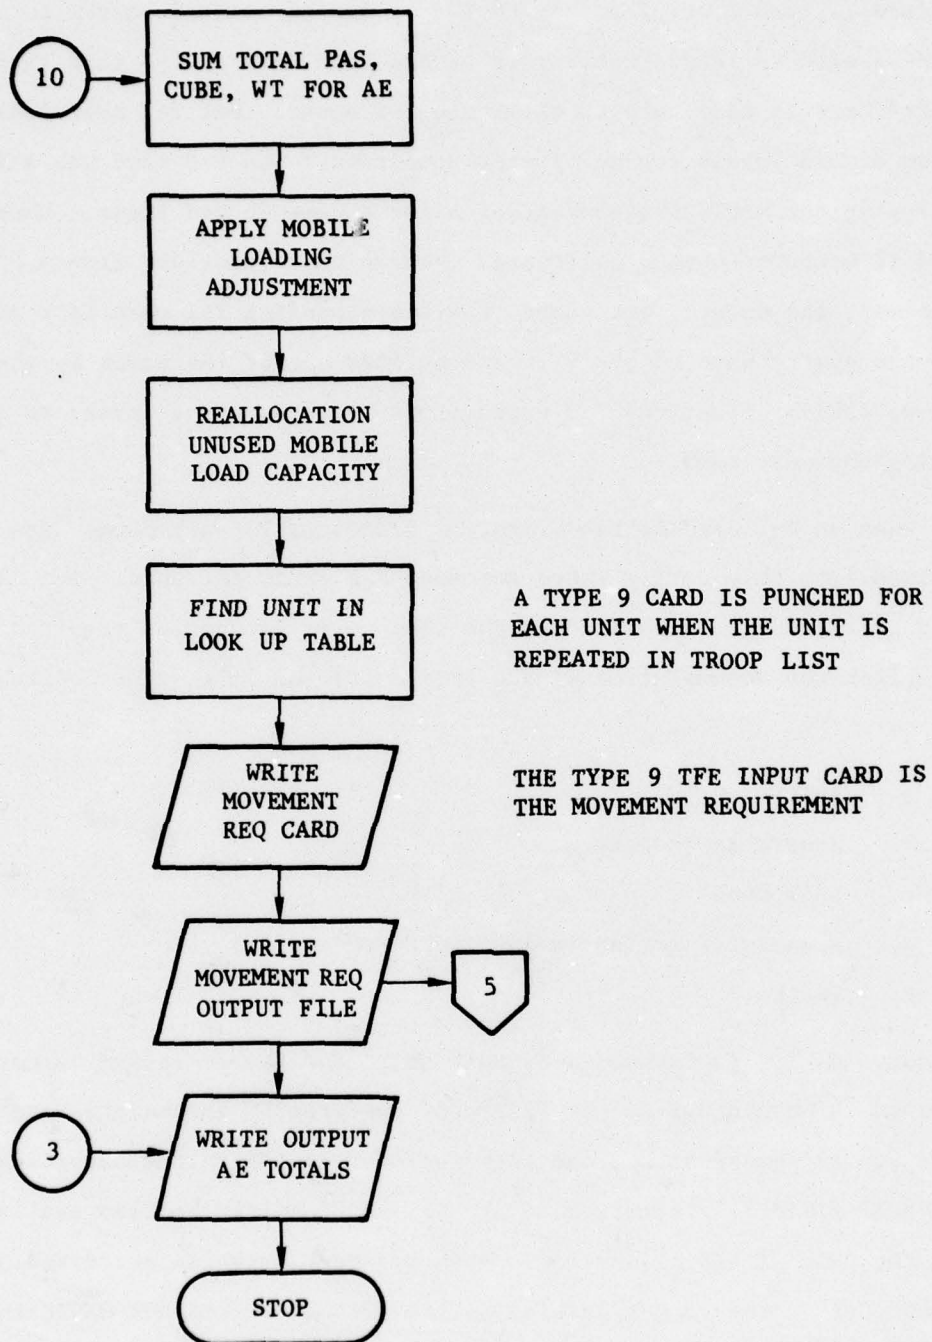 10
SUM TOTAL PAS,
CUBE, WT FOR AE
APPLY MOBILE
LOADING
ADJUSTMENT
REALLOCATION
UNUSED MOBILE
LOAD CAPACITY
FIND UNIT IN
LOOK UP TABLE
A TYPE 9 CARD IS PUNCHED FOR
EACH UNIT WHEN THE UNIT IS
REPEATED IN TROOP LIST
WRITE
MOVEMENT
REQ CARD
THE TYPE 9 TFE INPUT CARD IS
THE MOVEMENT REQUIREMENT
WRITE
MOVEMENT REQ
OUTPUT FILE
5
3
WRITE OUTPUT
AE TOTALS
STOP